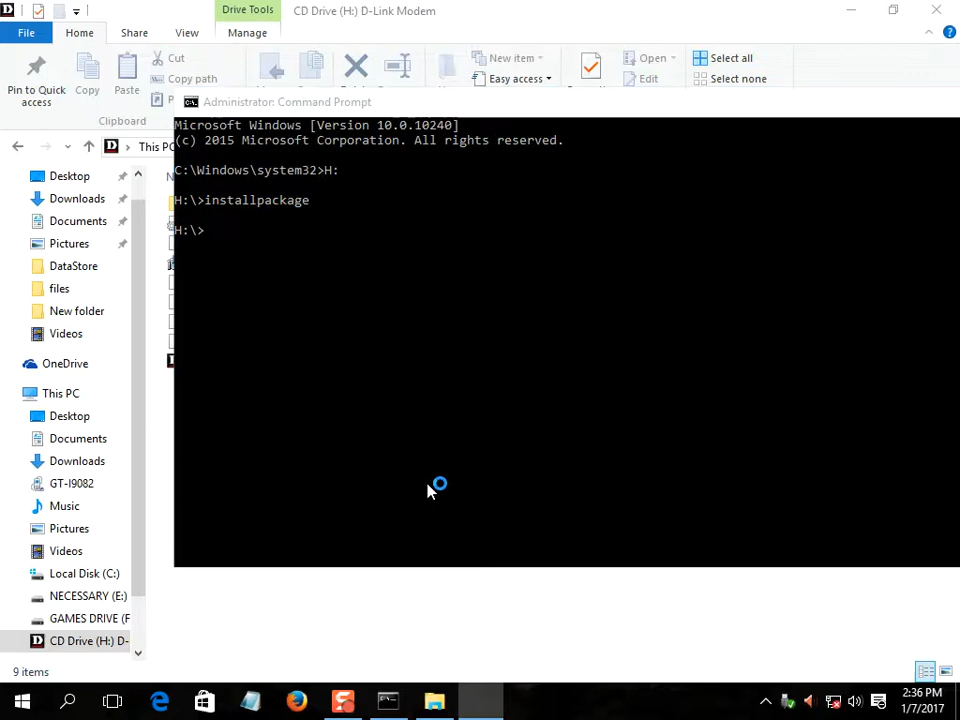 Drive Tools
CD Drive (H:) D-Link Modem
File
Home
Share
View
Manage
Pin to Quick access
Copy
Paste
Cut
Copy path
Clipboard
New item
Easy access
Open
Edit
Select all
Select none
This PC
Administrator: Command Prompt
Microsoft Windows [Version 10.0.10240]
(c) 2015 Microsoft Corporation. All rights reserved.
C:\Windows\system32>H:
H:\>installpackage
H:\>
Desktop
Downloads
Documents
Pictures
DataStore
files
New folder
Videos
OneDrive
This PC
Desktop
Documents
Downloads
GT-I9082
Music
Pictures
Videos
Local Disk (C:)
NECESSARY (E:)
GAMES DRIVE (F
CD Drive (H:) D-
9 items
2:36 PM
1/7/2017